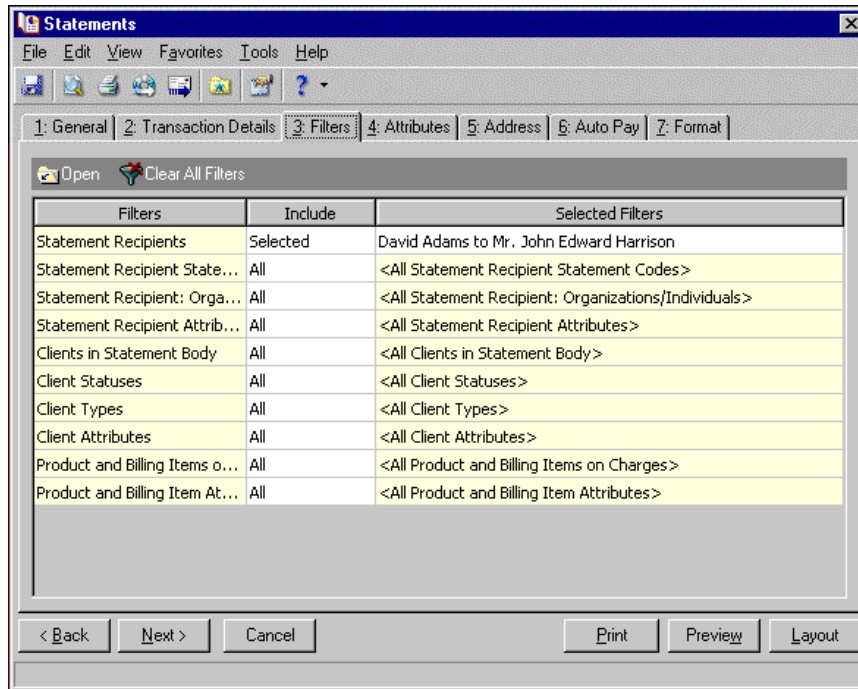 Statements
File Edit View Favorites Tools Help
?
1: General 2: Transaction Details 3: Filters 4: Attributes 5: Address 6: Auto Pay 7: Format
Open Clear All Filters
Filters Include Selected Filters
Statement Recipients Selected David Adams to Mr. John Edward Harrison
Statement Recipient State... All <All Statement Recipient Statement Codes>
Statement Recipient: Orga... All <All Statement Recipient: Organizations/Individuals>
Statement Recipient Attrib... All <All Statement Recipient Attributes>
Clients in Statement Body All <All Clients in Statement Body>
Client Statuses All <All Client Statuses>
Client Types All <All Client Types>
Client Attributes All <All Client Attributes>
Product and Billing Items o... All <All Product and Billing Items on Charges>
Product and Billing Item At... All <All Product and Billing Item Attributes>
< Back Next > Cancel Print Preview Layout